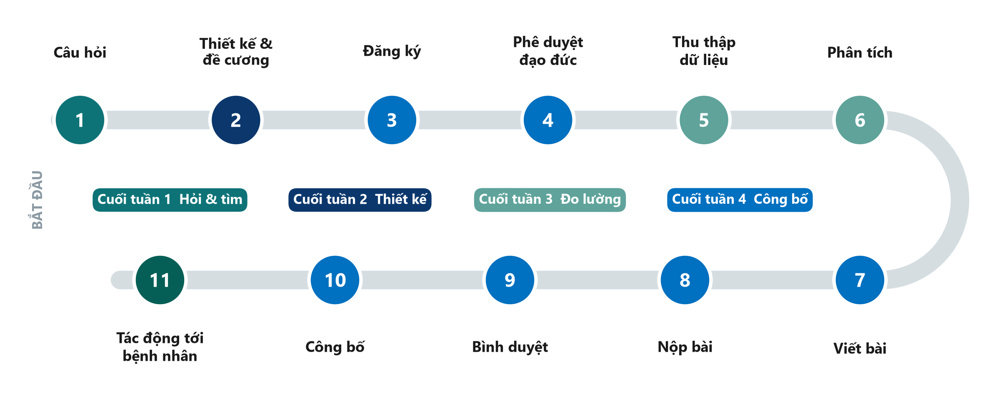 Câu hỏi
Thiết kế &
đề cương
Đăng ký
Phê duyệt
đạo đức
Thu thập
dữ liệu
Phân tích
1
2
3
4
5
6
BẮT ĐẦU
Cuối tuần 1 Hỏi & tìm
Cuối tuần 2 Thiết kế
Cuối tuần 3 Đo lường
Cuối tuần 4 Công bố
11
10
9
8
7
Tác động tới
bệnh nhân
Công bố
Bình duyệt
Nộp bài
Viết bài